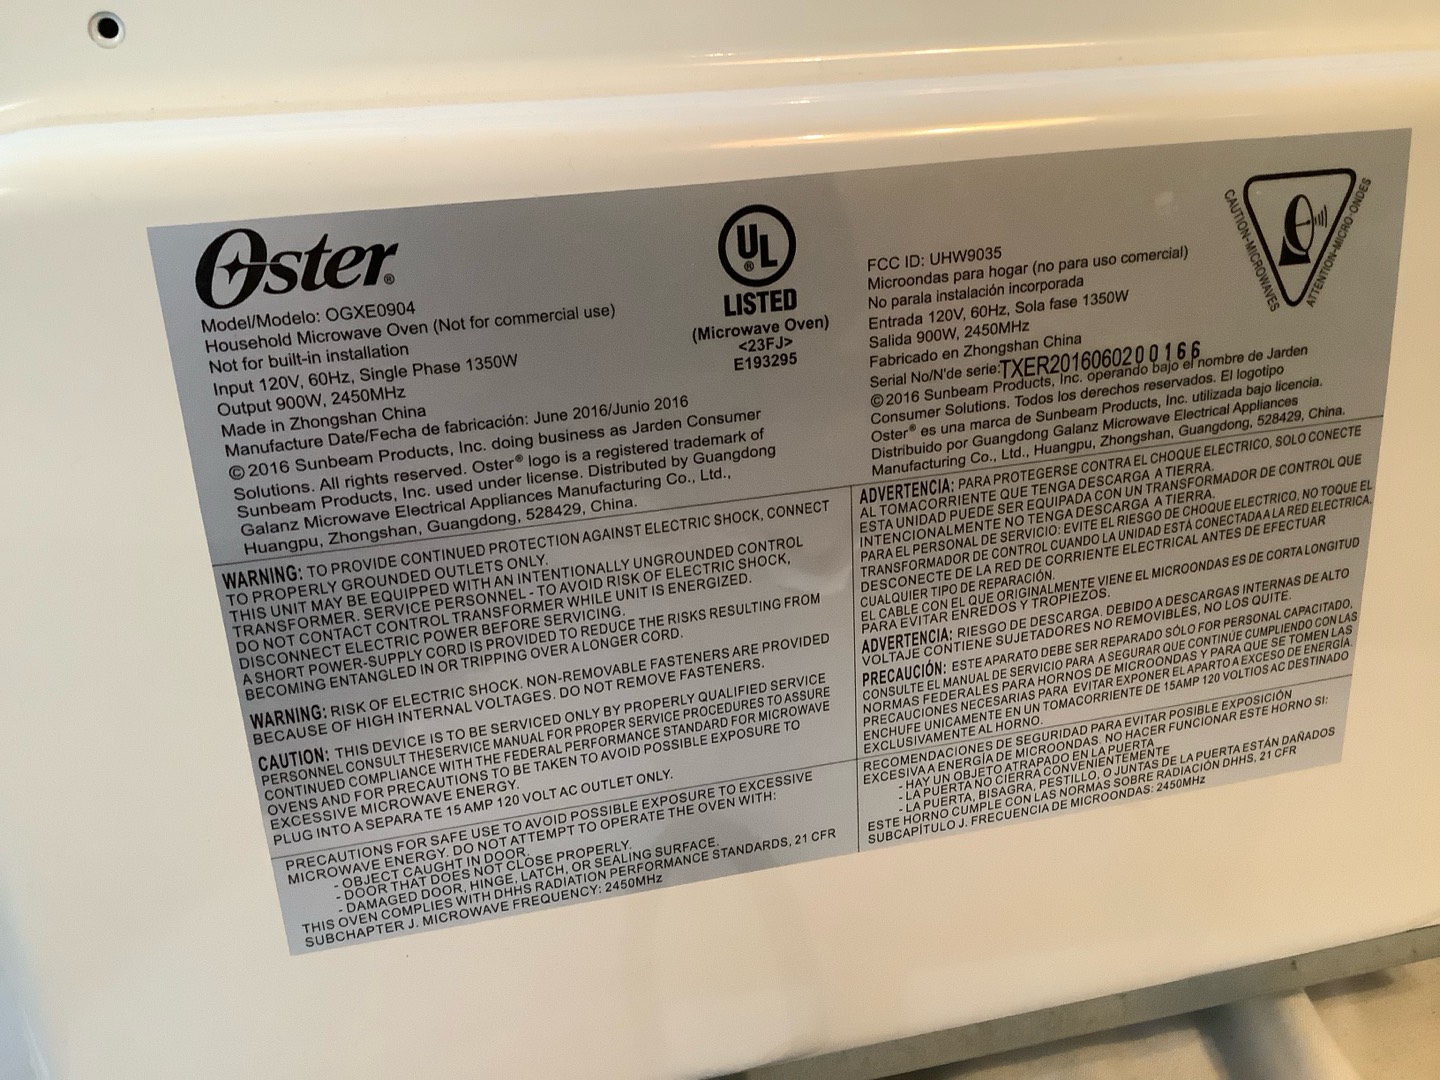 Oster®
Model/Modelo: OGXE0904
Household Microwave Oven (Not for commercial use)
Not for built-in installation
Input 120V, 60Hz, Single Phase 1350W
Output 900W, 2450MHz
Made in Zhongshan China
Manufacture Date/Fecha de fabricación: June 2016/Junio 2016
©2016 Sunbeam Products, Inc. doing business as Jarden Consumer
Solutions. All rights reserved. Oster® logo is a registered trademark of
Sunbeam Products, Inc. used under license. Distributed by Guangdong
Galanz Microwave Electrical Appliances Manufacturing Co., Ltd.,
Huangpu, Zhongshan, Guangdong, 528429, China.
UL®
LISTED
(Microwave Oven)
<23FJ>
E193295
FCC ID: UHW9035
Microondas para hogar (no para uso comercial)
No parala instalación incorporada
Entrada 120V, 60Hz, Sola fase 1350W
Salida 900W, 2450MHz
Fabricado en Zhongshan China
Serial No/N'de serie:TXER20160602 0 0 1 6 6
©2016 Sunbeam Products, Inc. operando bajo el nombre de Jarden
Consumer Solutions. Todos los derechos reservados. El logotipo
Oster® es una marca de Sunbeam Products, Inc. utilizada bajo licencia.
Distribuido por Guangdong Galanz Microwave Electrical Appliances
Manufacturing Co., Ltd., Huangpu, Zhongshan, Guangdong, 528429, China.
CAUTION-MICROWAVES
ATTENTION-MICRO-ONDES
WARNING: TO PROVIDE CONTINUED PROTECTION AGAINST ELECTRIC SHOCK, CONNECT
TO PROPERLY GROUNDED OUTLETS ONLY.
THIS UNIT MAY BE EQUIPPED WITH AN INTENTIONALLY UNGROUNDED CONTROL
TRANSFORMER. SERVICE PERSONNEL - TO AVOID RISK OF ELECTRIC SHOCK,
DO NOT CONTACT CONTROL TRANSFORMER WHILE UNIT IS ENERGIZED.
DISCONNECT ELECTRIC POWER BEFORE SERVICING.
A SHORT POWER-SUPPLY CORD IS PROVIDED TO REDUCE THE RISKS RESULTING FROM
BECOMING ENTANGLED IN OR TRIPPING OVER A LONGER CORD.
WARNING: RISK OF ELECTRIC SHOCK. NON-REMOVABLE FASTENERS ARE PROVIDED
BECAUSE OF HIGH INTERNAL VOLTAGES. DO NOT REMOVE FASTENERS.
CAUTION: THIS DEVICE IS TO BE SERVICED ONLY BY PROPERLY QUALIFIED SERVICE
PERSONNEL CONSULT THESERVICE MANUAL FOR PROPER SERVICE PROCEDURES TO ASSURE
CONTINUED COMPLIANCE WITH THE FEDERAL PERFORMANCE STANDARD FOR MICROWAVE
OVENS AND FOR PRECAUTIONS TO BE TAKEN TO AVOID POSSIBLE EXPOSURE TO
EXCESSIVE MICROWAVE ENERGY.
PLUG INTO A SEPARA TE 15 AMP 120 VOLT AC OUTLET ONLY.
PRECAUTIONS FOR SAFE USE TO AVOID POSSIBLE EXPOSURE TO EXCESSIVE
MICROWAVE ENERGY. DO NOT ATTEMPT TO OPERATE THE OVEN WITH:
- OBJECT CAUGHT IN DOOR.
- DOOR THAT DOES NOT CLOSE PROPERLY.
- DAMAGED DOOR, HINGE, LATCH, OR SEALING SURFACE.
THIS OVEN COMPLIES WITH DHHS RADIATION PERFORMANCE STANDARDS, 21 CFR
SUBCHAPTER J. MICROWAVE FREQUENCY: 2450MHz
ADVERTENCIA: PARA PROTEGERSE CONTRA EL CHOQUE ELECTRICO, SOLO CONECTE
AL TOMACORIENTE QUE TENGA DESCARGA A TIERRA.
ESTA UNIDAD PUEDE SER EQUIPADA CON UN TRANSFORMADOR DE CONTROL QUE
INTENCIONALMENTE NO TENGA DESCARGA A TIERRA.
PARA EL PERSONAL DE SERVICIO: EVITE EL RIESGO DE CHOQUE ELECTRICO, NO TOQUE EL
TRANSFORMADOR DE CONTROL CUANDO LA UNIDAD ESTÁ CONECTADA A LA RED ELECTRICA.
DESCONECTE DE LA RED DE CORRIENTE ELECTRICAL ANTES DE EFECTUAR
CUALQUIER TIPO DE REPARACIÓN.
EL CABLE CON EL QUE ORIGINALMENTE VIENE EL MICROONDAS ES DE CORTA LONGITUD
PARA EVITAR ENREDOS Y TROPIEZOS.
ADVERTENCIA: RIESGO DE DESCARGA. DEBIDO A DESCARGAS INTERNAS DE ALTO
VOLTAJE CONTIENE SUJETADORES NO REMOVIBLES, NO LOS QUITE.
PRECAUCIÓN: ESTE APARATO DEBE SER REPARADO SÓLO FOR PERSONAL CAPACITADO,
CONSULTE EL MANUAL DE SERVICIO PARA A SEGURAR QUE CONTINÚE CUMPLIENDO CON LAS
NORMAS FEDERALES PARA HORNOS DE MICROONDAS Y PARA QUE SE TOMEN LAS
PRECAUCIONES NECESARIAS PARA EVITAR EXPONER EL APARTO A EXCESO DE ENERGÍA.
ENCHUFE UNICAMENTE EN UN TOMACORRIENTE DE 15AMP 120 VOLTIOS AC DESTINADO
EXCLUSIVAMENTE AL HORNO.
RECOMENDACIONES DE SEGURIDAD PARA EVITAR POSIBLE EXPOSICIÓN
EXCESIVA A ENERGÍA DE MICROONDAS. NO HACER FUNCIONAR ESTE HORNO SI:
- HAY UN OBJETO ATRAPADO EN LA PUERTA
- LA PUERTA NO CIERRA CONVENIENTEMENTE
- LA PUERTA, BISAGRA, PESTILLO, O JUNTAS DE LA PUERTA ESTÁN DAÑADOS
ESTE HORNO CUMPLE CON LAS NORMAS SOBRE RADIACIÓN DHHS, 21 CFR
SUBCAPÍTULO J. FRECUENCIA DE MICROONDAS: 2450MHz